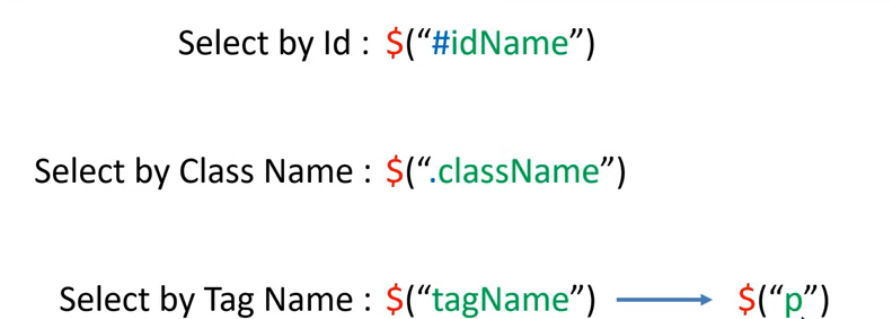 Select by Id : $(“#idName”)
Select by Class Name : $(“.className”)
Select by Tag Name : $(“tagName”) $(“p”)